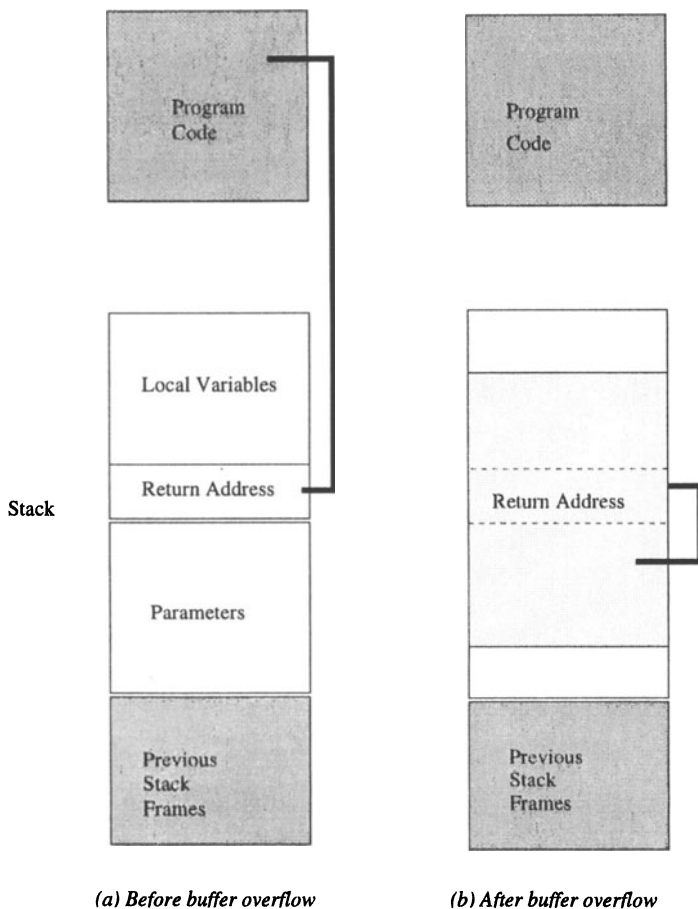 Program
Code
Program
Code
Local Variables
Return Address
Return Address
Stack
Parameters
Previous
Stack
Frames
Previous
Stack
Frames
(a) Before buffer overflow
(b) After buffer overflow